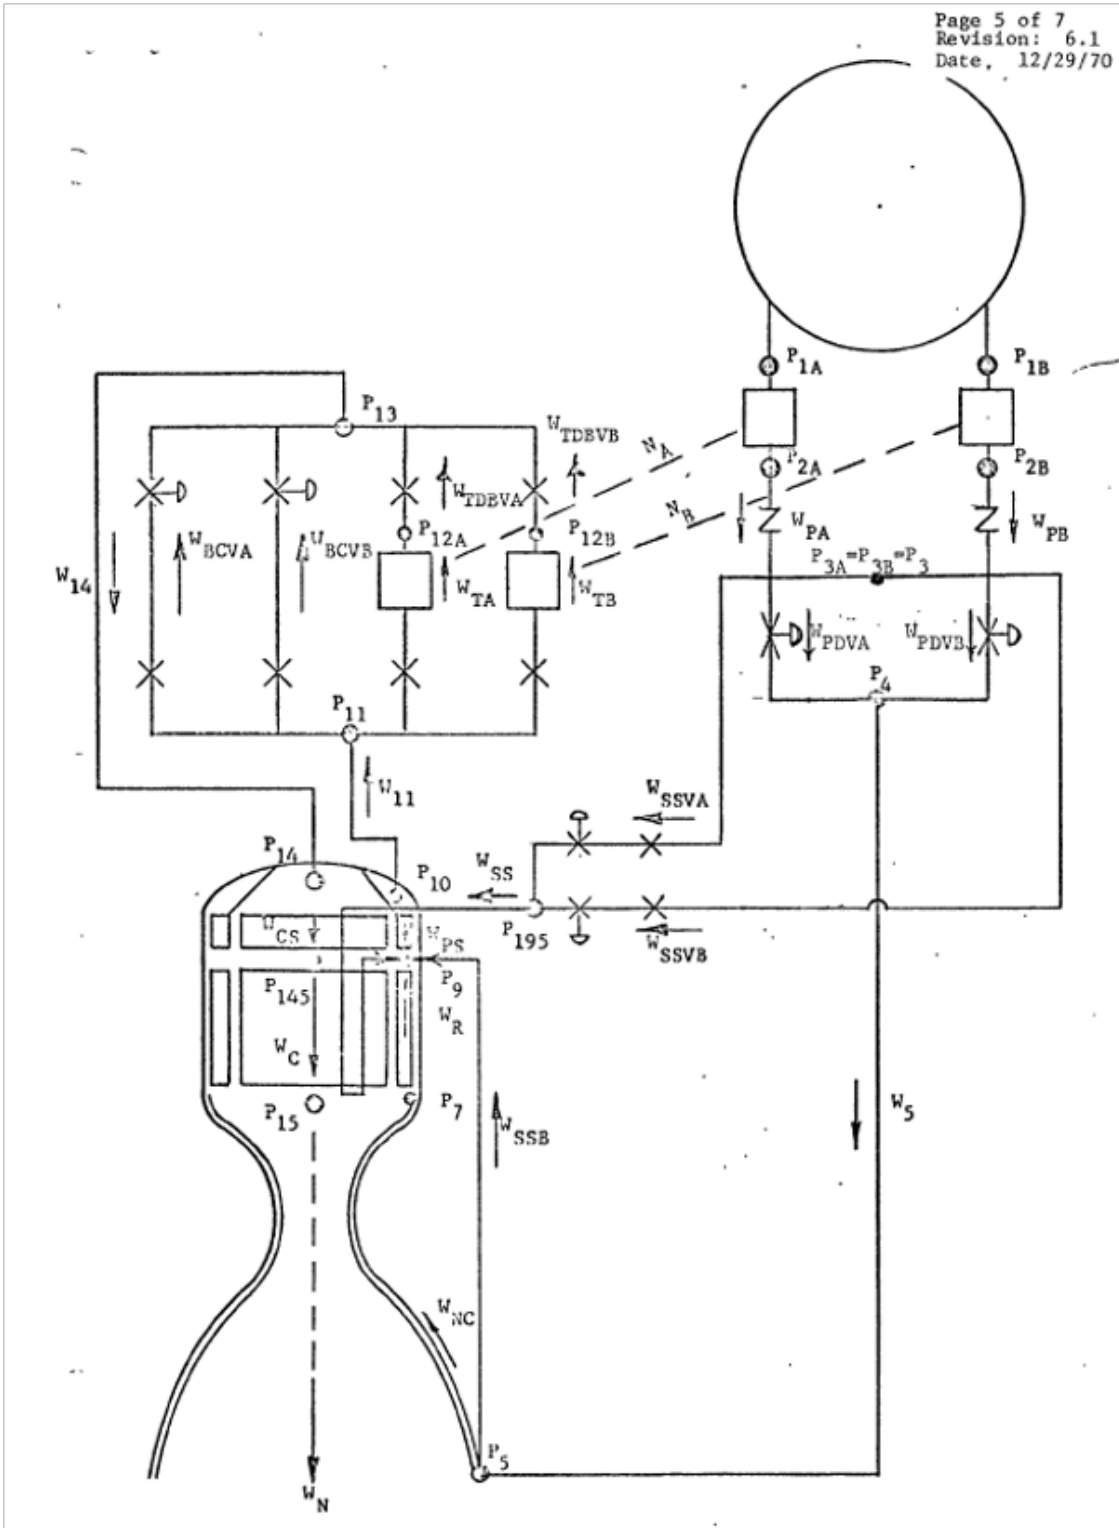 Page 5 of 7
Revision: 6.1
Date, 12/29/70
P1A
P1B
P13
WTDBVB
NA
P2A
P2B
WTDBVA
NB
WPA
WPB
P12A
P12B
WBCVA
WBCVB
P3A=P3B=P3
W14
WTA
WTB
WPDVA
WPDVB
P4
P11
W11
WSSVA
P14
P10
WSS
WCS
WPS
P195
WSSVB
P145
P9
WR
WC
P15
P7
WSSB
W5
WNC
P5
WN